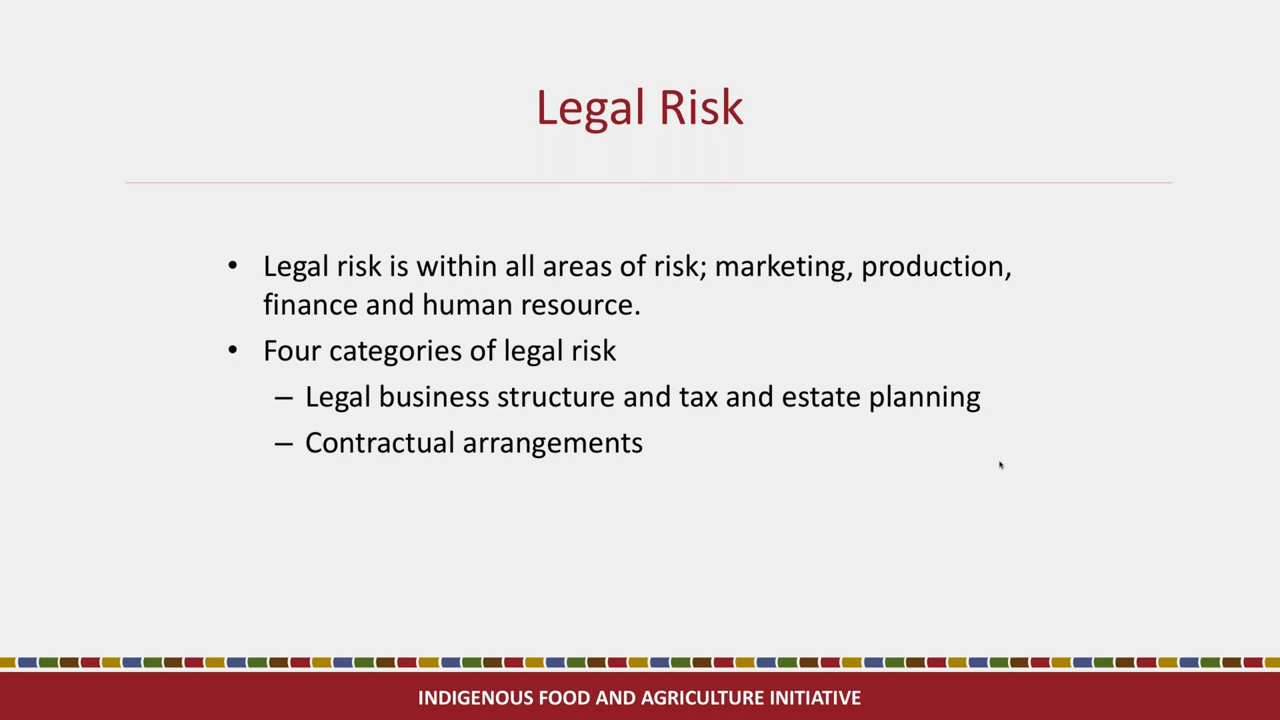 Legal Risk
• Legal risk is within all areas of risk; marketing, production,
finance and human resource.
• Four categories of legal risk
– Legal business structure and tax and estate planning
– Contractual arrangements
INDIGENOUS FOOD AND AGRICULTURE INITIATIVE